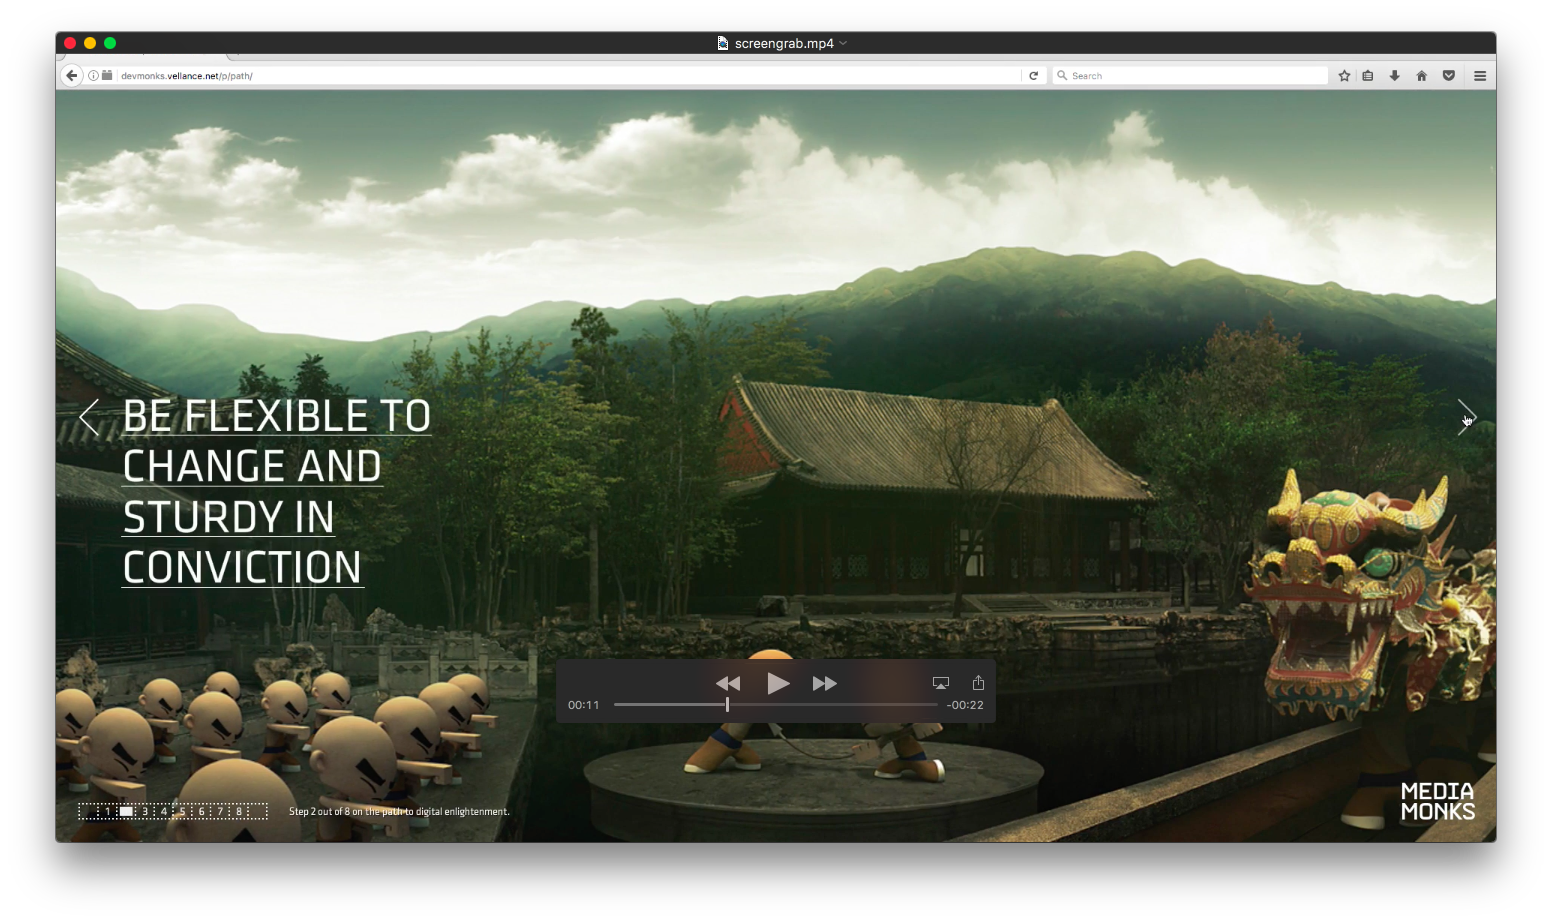 screengrab.mp4
devmonks.vellance.net/p/path/
Search
BE FLEXIBLE TO
CHANGE AND
STURDY IN
CONVICTION
00:11
-00:22
1 3 4 5 6 7 8
Step 2 out of 8 on the path to digital enlightenment.
MEDIA
MONKS